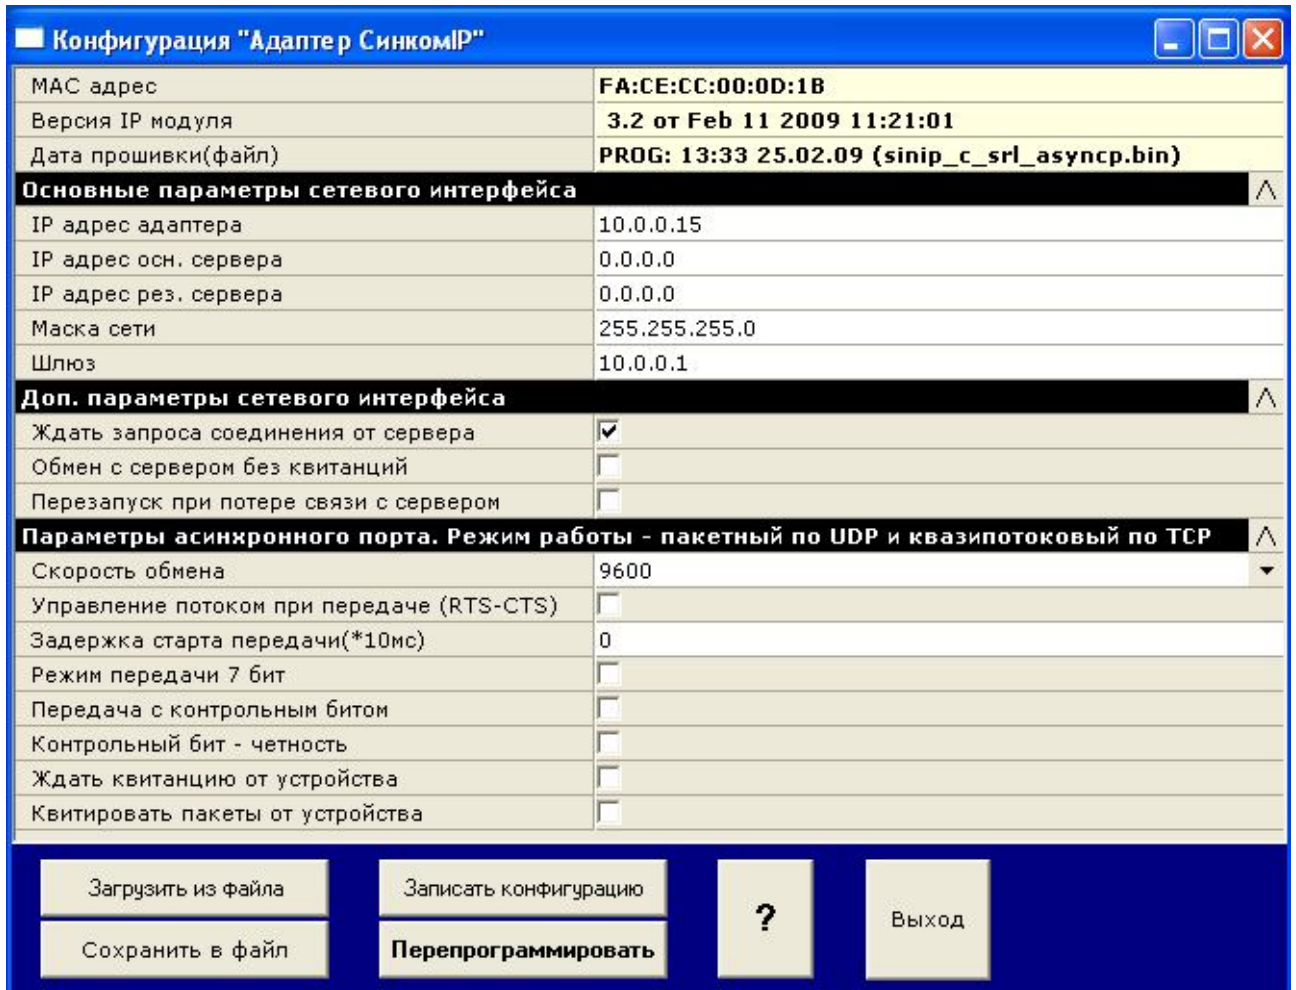 Конфигурация "Адаптер СинкомIP"
MAC адрес FA:CE:CC:00:0D:1B
Версия IP модуля 3.2 от Feb 11 2009 11:21:01
Дата прошивки(файл) PROG: 13:33 25.02.09 (sinip_c_srl_asyncp.bin)
Основные параметры сетевого интерфейса
IP адрес адаптера 10.0.0.15
IP адрес осн. сервера 0.0.0.0
IP адрес рез. сервера 0.0.0.0
Маска сети 255.255.255.0
Шлюз 10.0.0.1
Доп. параметры сетевого интерфейса
Ждать запроса соединения от сервера
Обмен с сервером без квитанций
Перезапуск при потере связи с сервером
Параметры асинхронного порта. Режим работы - пакетный по UDP и квазипотоковый по TCP
Скорость обмена 9600
Управление потоком при передаче (RTS-CTS)
Задержка старта передачи(*10мс) 0
Режим передачи 7 бит
Передача с контрольным битом
Контрольный бит - четность
Ждать квитанцию от устройства
Квитировать пакеты от устройства
Загрузить из файла Записать конфигурацию
? Выход
Сохранить в файл Перепрограммировать